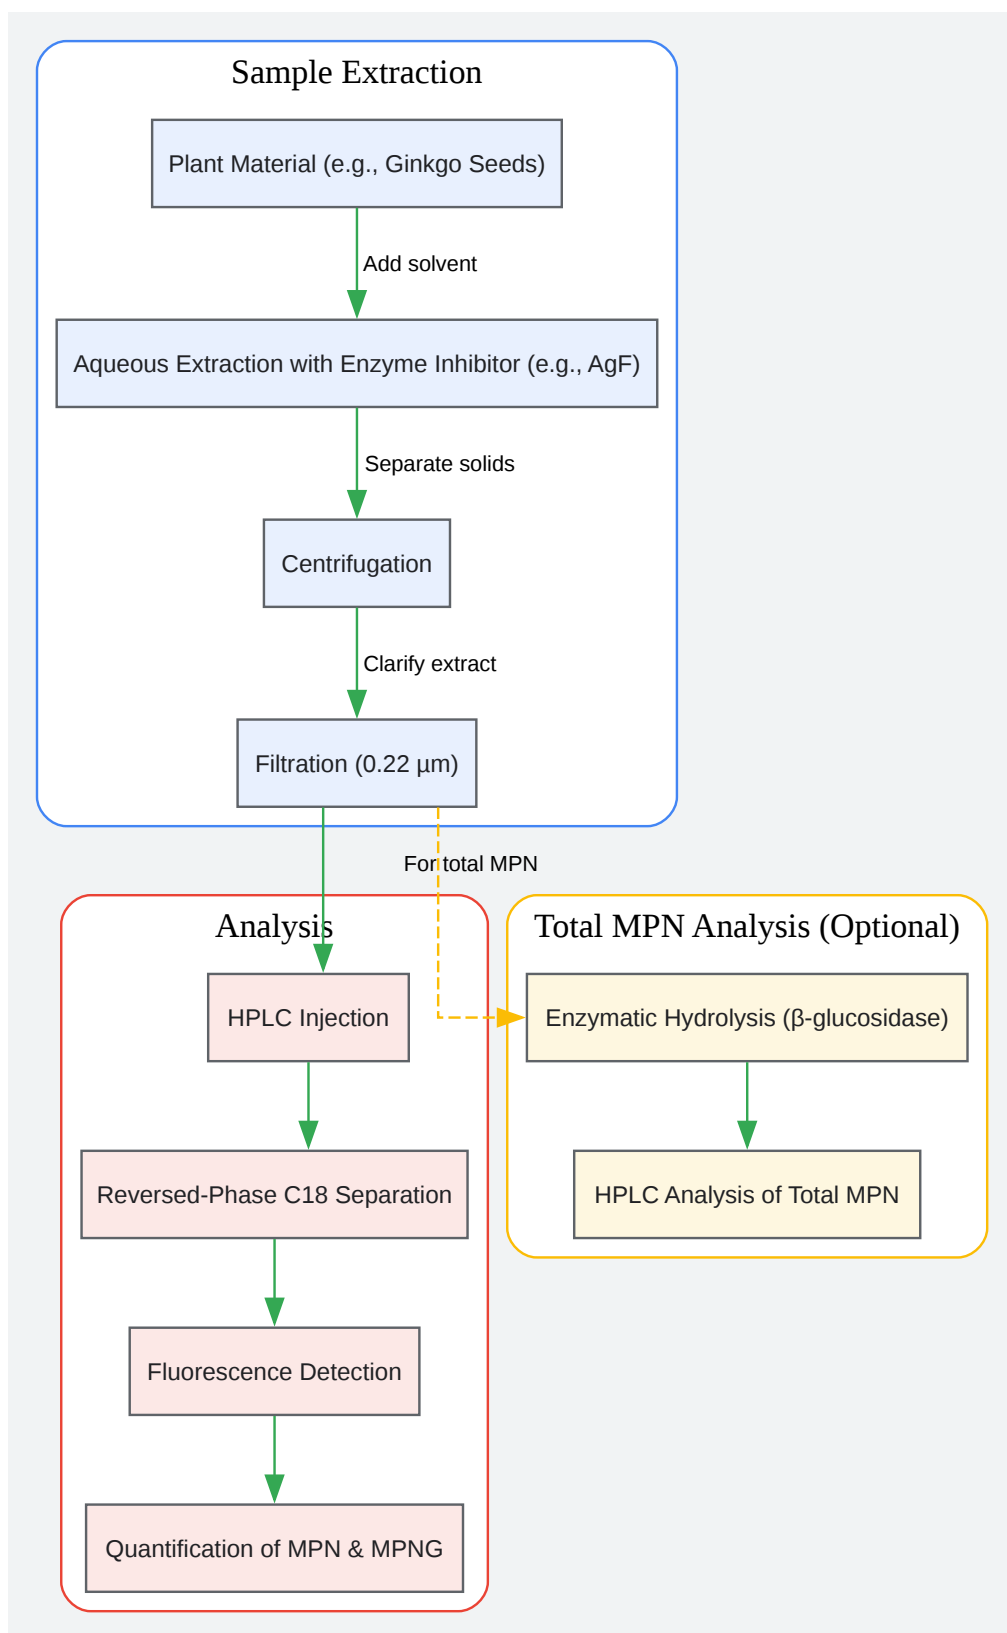 Sample Extraction
Plant Material (e.g., Ginkgo Seeds)
Add solvent
Aqueous Extraction with Enzyme Inhibitor (e.g., AgF)
Separate solids
Centrifugation
Clarify extract
Filtration (0.22 µm)
For total MPN
Analysis
HPLC Injection
Reversed-Phase C18 Separation
Fluorescence Detection
Quantification of MPN & MPNG
Total MPN Analysis (Optional)
Enzymatic Hydrolysis (β-glucosidase)
HPLC Analysis of Total MPN